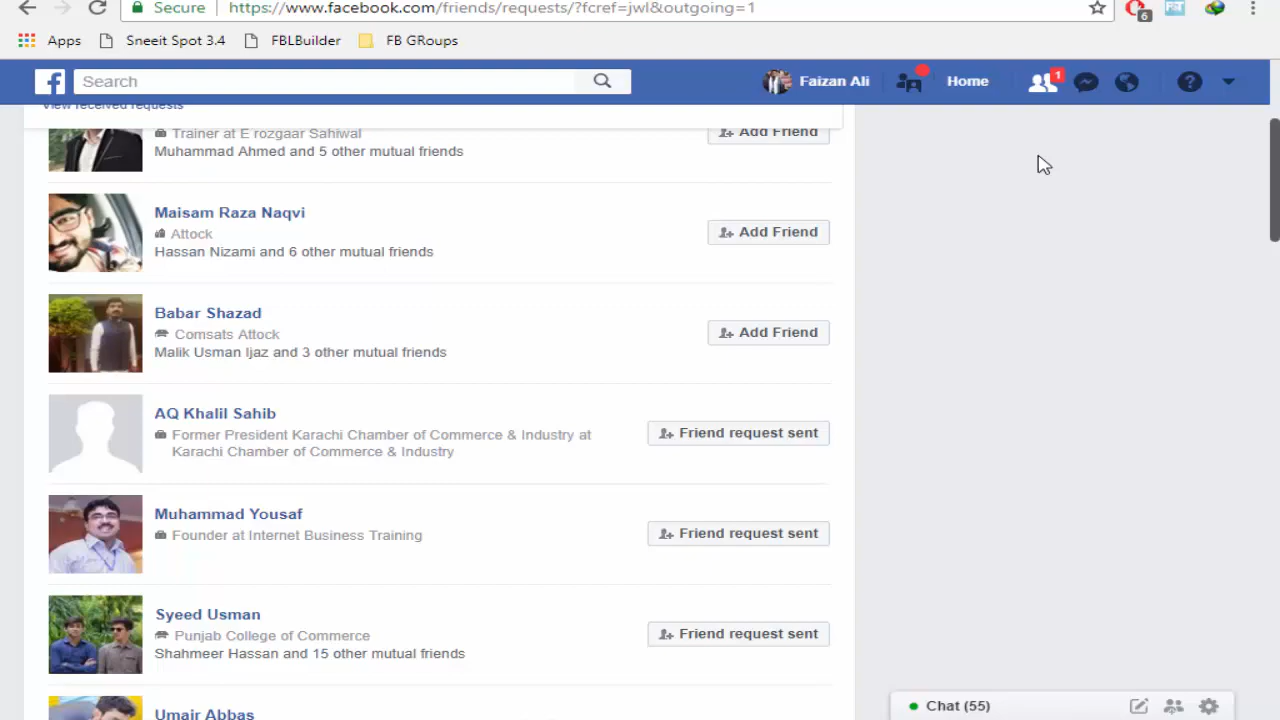 Secure
https://www.facebook.com/friends/requests/?fcref=jwl&outgoing=1
6
Apps
Sneeit Spot 3.4
FBLBuilder
FB GRoups
Search
Faizan Ali
Home
1
View received requests
Trainer at E rozgaar Sahiwal
Muhammad Ahmed and 5 other mutual friends
Add Friend
Maisam Raza Naqvi
Attock
Hassan Nizami and 6 other mutual friends
Add Friend
Babar Shazad
Comsats Attock
Malik Usman Ijaz and 3 other mutual friends
Add Friend
AQ Khalil Sahib
Former President Karachi Chamber of Commerce & Industry at
Karachi Chamber of Commerce & Industry
Friend request sent
Muhammad Yousaf
Founder at Internet Business Training
Friend request sent
Syeed Usman
Punjab College of Commerce
Shahmeer Hassan and 15 other mutual friends
Friend request sent
Umair Abbas
Chat (55)